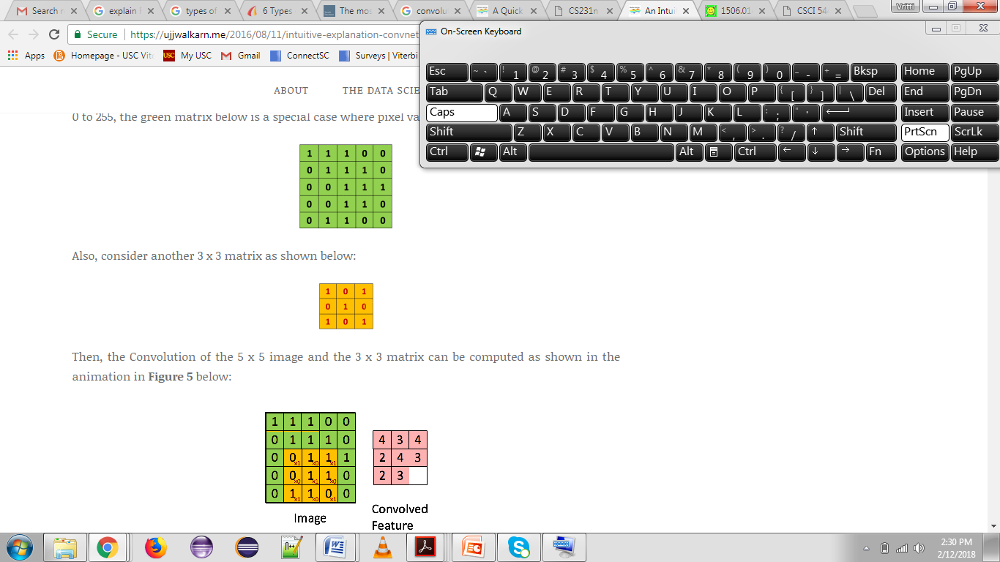 Search r
explain
types of
6 Types
The mos
convolu
A Quick
CS231n
An Intui
1506.01
CSCI 54
Vritti
Secure
https://ujjwalkarn.me/2016/08/11/intuitive-explanation-convnet
Apps
Homepage - USC Vite
My USC
Gmail
ConnectSC
Surveys | Viterbi
On-Screen Keyboard
Esc ~ ` ! 1 @ 2 # 3 $ 4 % 5 ^ 6 & 7 * 8 ( 9 ) 0 _ - + = Bksp Home PgUp
Tab Q W E R T Y U I O P { [ } ] | \ Del End PgDn
Caps A S D F G H J K L : ; " ' Insert Pause
Shift Z X C V B N M < , > . ? / ↑ Shift PrtScn ScrLk
Ctrl Alt Alt Ctrl ← ↓ → Fn Options Help
ABOUT THE DATA SCIE
0 to 255, the green matrix below is a special case where pixel va
1 1 1 0 0
0 1 1 1 0
0 0 1 1 1
0 0 1 1 0
0 1 1 0 0
Also, consider another 3 x 3 matrix as shown below:
1 0 1
0 1 0
1 0 1
Then, the Convolution of the 5 x 5 image and the 3 x 3 matrix can be computed as shown in the
animation in Figure 5 below:
1 1 1 0 0
0 1 1 1 0
0 0×1 1×0 1×1 1
0 0×0 1×1 1×0 0
0 1×1 1×0 0×1 0
Image
4 3 4
2 4 3
2 3
Convolved
Feature
2:30 PM
2/12/2018